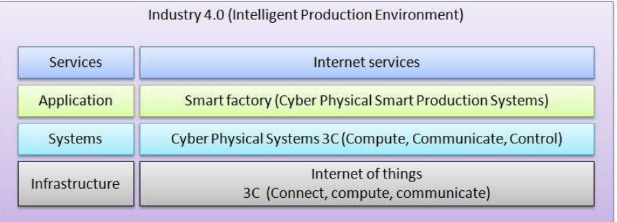 Industry 4.0 (Intelligent Production Environment)
Services
Internet services
Application
Smart factory (Cyber Physical Smart Production Systems)
Systems
Cyber Physical Systems 3C (Compute, Communicate, Control)
Infrastructure
Internet of things
3C (Connect, compute, communicate)